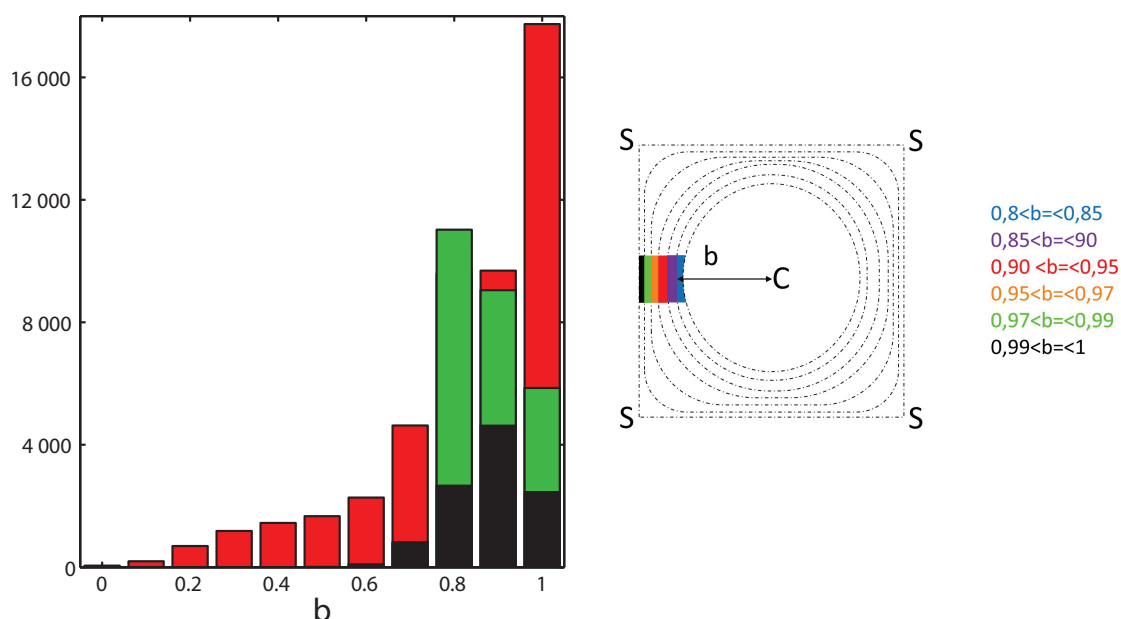 16 000
12 000
8 000
4 000
0
0 0.2 0.4 0.6 0.8 1
b
S S
b
C
S S
0,8<b=<0,85
0,85<b=<90
0,90 <b=<0,95
0,95<b=<0,97
0,97<b=<0,99
0,99<b=<1